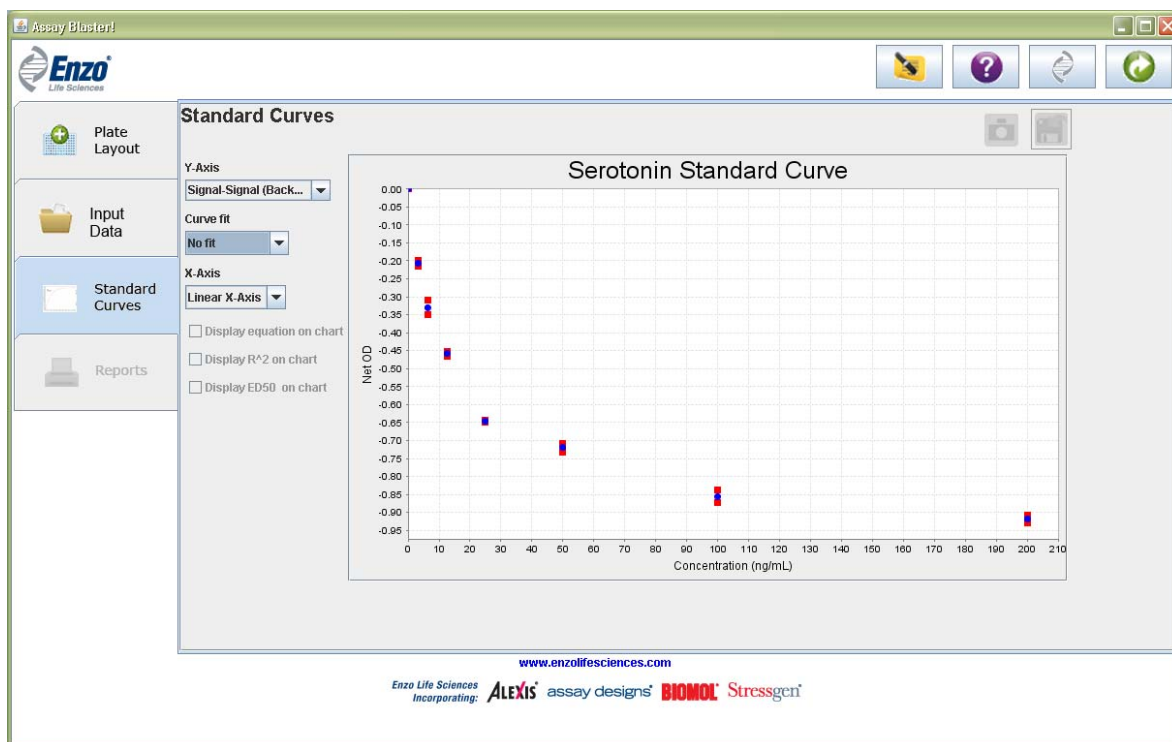 Assay Blaster!
Enzo
Life Sciences
?
Plate
Layout
Input
Data
Standard
Curves
Reports
Standard Curves
Y-Axis
Signal-Signal (Back...
Curve fit
No fit
X-Axis
Linear X-Axis
Display equation on chart
Display R^2 on chart
Display ED50 on chart
Serotonin Standard Curve
Net OD
0.00
-0.05
-0.10
-0.15
-0.20
-0.25
-0.30
-0.35
-0.40
-0.45
-0.50
-0.55
-0.60
-0.65
-0.70
-0.75
-0.80
-0.85
-0.90
-0.95
0 10 20 30 40 50 60 70 80 90 100 110 120 130 140 150 160 170 180 190 200 210
Concentration (ng/mL)
www.enzolifesciences.com
Enzo Life Sciences
Incorporating:
ALEXIS assay designs BIOMOL Stressgen